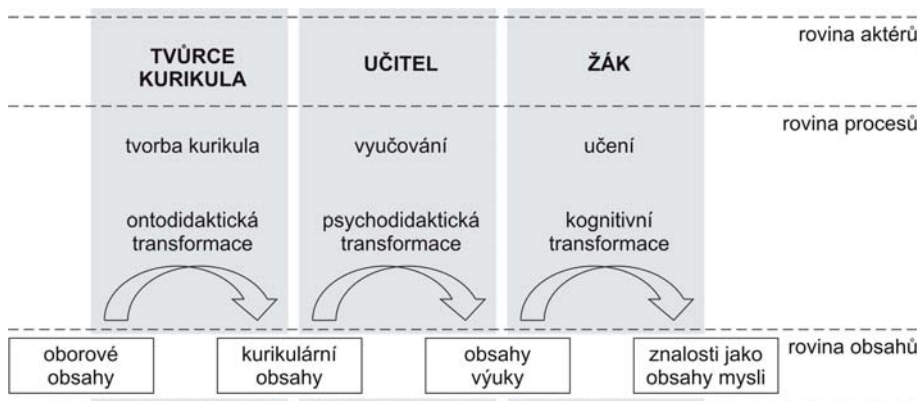 rovina aktérů
TVŮRCE
KURIKULA
UČITEL
ŽÁK
rovina procesů
tvorba kurikula
vyučování
učení
ontodidaktická
transformace
psychodidaktická
transformace
kognitivní
transformace
rovina obsahů
oborové
obsahy
kurikulární
obsahy
obsahy
výuky
znalosti jako
obsahy mysli